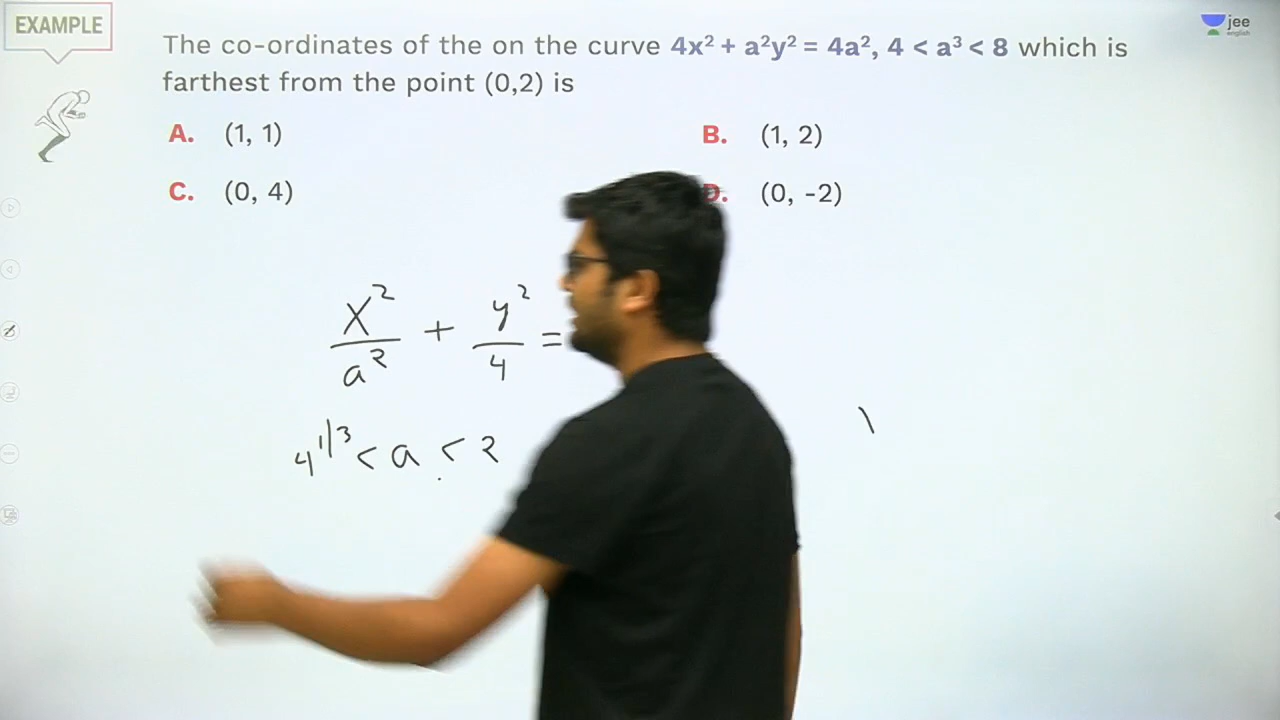 EXAMPLE
jee
english
The co-ordinates of the on the curve 4x² + a²y² = 4a², 4 < a³ < 8 which is
farthest from the point (0,2) is
A. (1, 1)
B. (1, 2)
C. (0, 4)
D. (0, -2)
x²/a² + y²/4 =
4^1/3 < a < 2